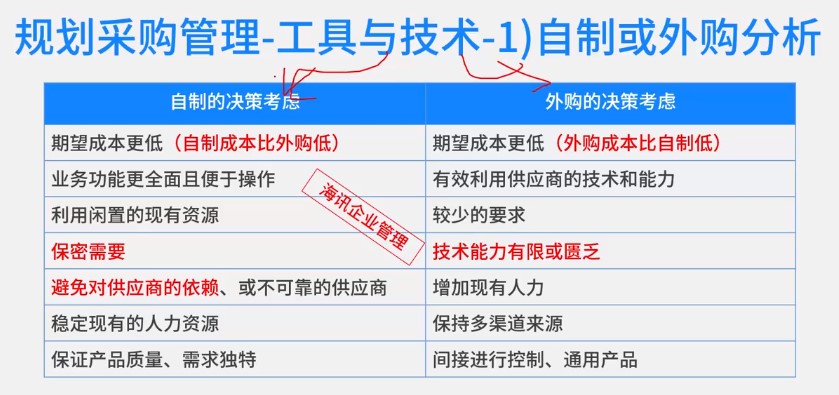 规划采购管理-工具与技术-1)自制或外购分析
自制的决策考虑
外购的决策考虑
期望成本更低（自制成本比外购低）
期望成本更低（外购成本比自制低）
业务功能更全面且便于操作
有效利用供应商的技术和能力
利用闲置的现有资源
较少的要求
保密需要
技术能力有限或匮乏
避免对供应商的依赖、或不可靠的供应商
增加现有人力
稳定现有的人力资源
保持多渠道来源
保证产品质量、需求独特
间接进行控制、通用产品
海讯企业管理